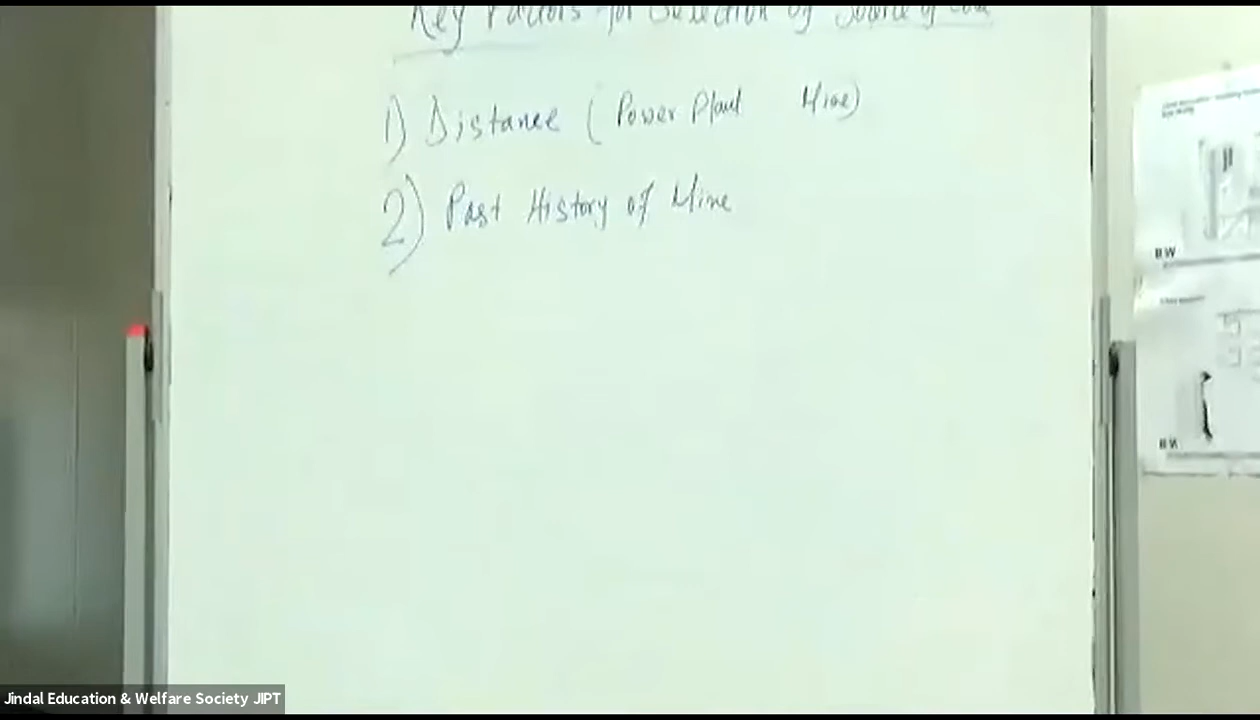 Key Factors for Selection of Source of Coal
1) Distance (Power Plant Mine)
2) Past History of Mine
BW
Jindal Education & Welfare Society JIPT